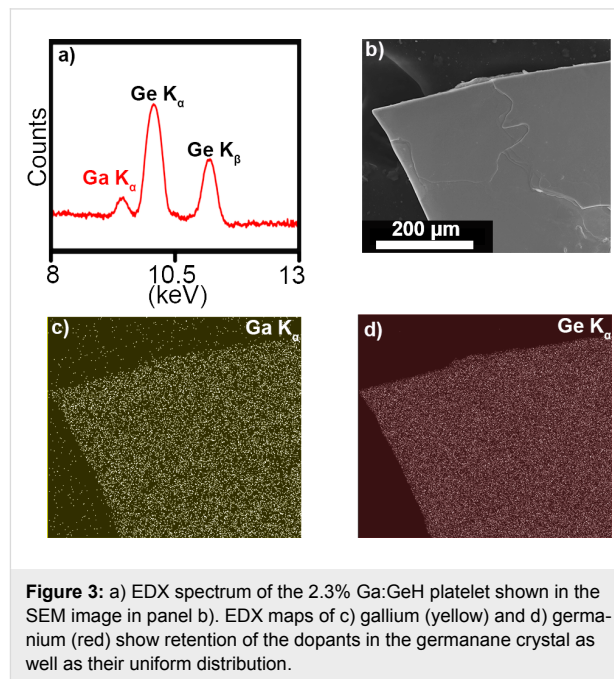 a)
Ge Kα
Ge Kβ
Ga Kα
Counts
8 10.5 13
(keV)
b)
200 μm
c) Ga Kα
d) Ge Kα
Figure 3: a) EDX spectrum of the 2.3% Ga:GeH platelet shown in the
SEM image in panel b). EDX maps of c) gallium (yellow) and d) germa-
nium (red) show retention of the dopants in the germanane crystal as
well as their uniform distribution.